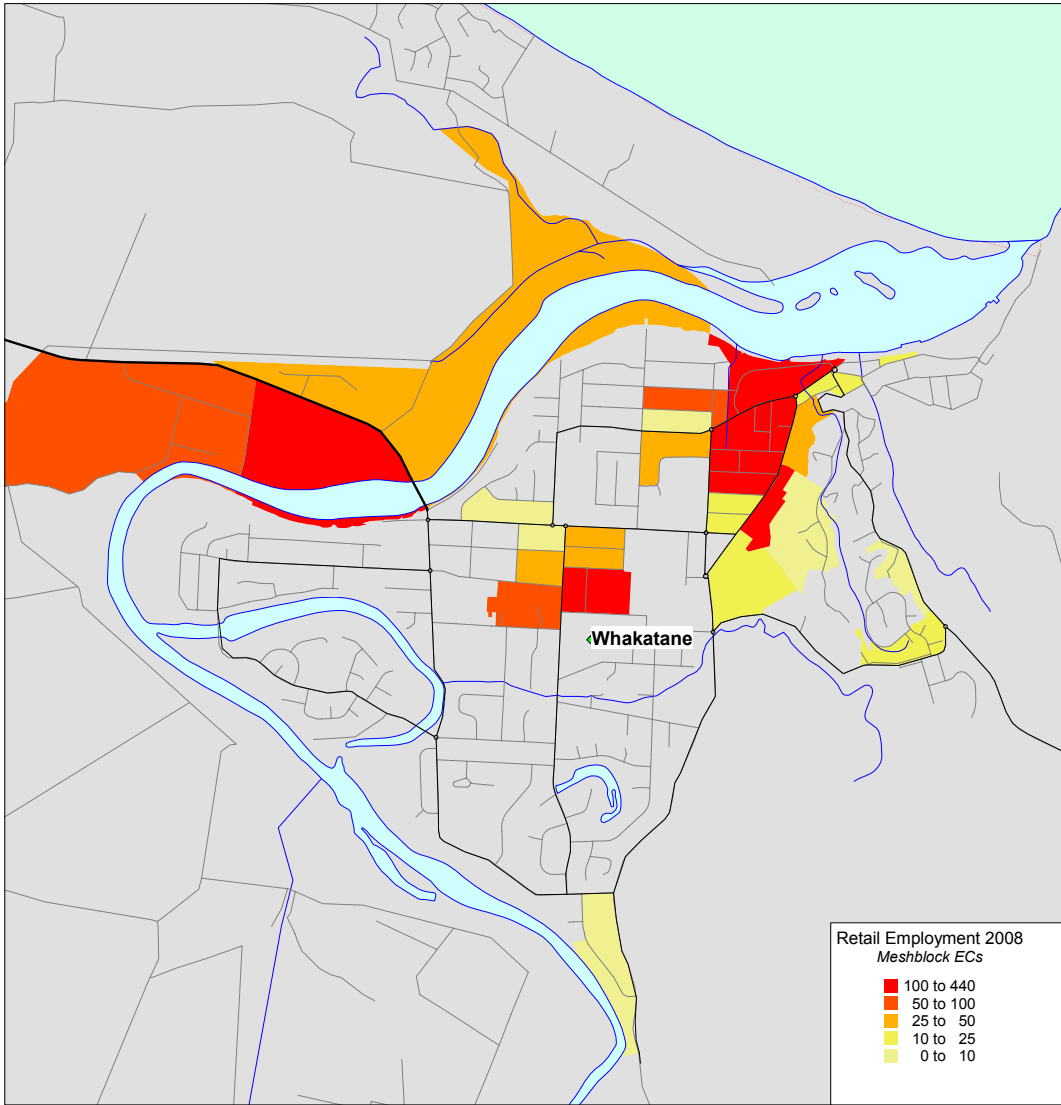 Whakatane
Retail Employment 2008
Meshblock ECs
100 to 440
50 to 100
25 to 50
10 to 25
0 to 10